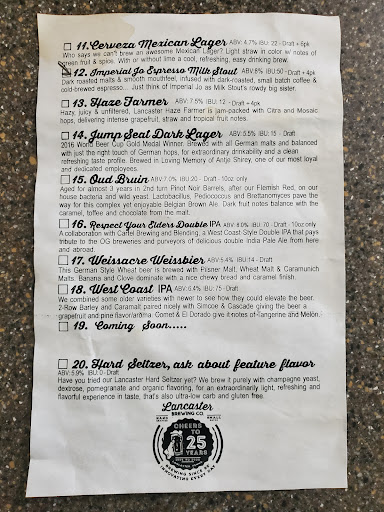 11. Cerveza Mexican Lager ABV: 4.7% IBU: 22 - Draft + 6pk
Who says we can't brew an awesome Mexican Lager? Light straw in color w/ notes of
green fruit & spice. With or without lime a cool, refreshing, easy drinking brew.
12. Imperial Jo Espresso Milk Stout ABV:8% IBU:50 - Draft + 4pk
Dark roasted malts & smooth mouthfeel, infused with dark-roasted, small batch coffee &
cold-brewed espresso... Just think of Imperial Jo as Milk Stout's rowdy big sister.
13. Haze Farmer ABV: 7.5% IBU: 12 - Draft + 4pk
Hazy, juicy & unfiltered, Lancaster Haze Farmer is jam-packed with Citra and Mosaic
hops, delivering intense grapefruit, straw and tropical fruit notes.
14. Jump Seat Dark Lager ABV: 5.5% IBU: 15 - Draft
2016 World Beer Cup Gold Medal Winner. Brewed with all German malts and balanced
with just the right touch of German hops, for extraordinary drinkability and a clean
refreshing taste profile. Brewed in Loving Memory of Antje Shirey, one of our most loyal
and dedicated employees.
15. Oud Bruin ABV:7.0% IBU:20 - Draft - 10oz only
Aged for almost 3 years in 2nd turn Pinot Noir Barrels, after our Flemish Red, on our
house bacteria and wild yeast. Lactobacillus, Pediococcus and Brettanomyces pave the
way for this complex yet enjoyable Belgian Brown Ale. Dark fruit notes balance with the
caramel, toffee and chocolate from the malt.
16. Respect Your Elders Double IPA ABV: 8.0% IBU:70 - Draft - 10oz only
A collaboration with Cartel Brewing and Blending, a West Coast Style Double IPA that pays
tribute to the OG breweries and purveyors of delicious double India Pale Ale from here
and abroad.
17. Weissacre Weissbier ABV:5.4% IBU:14 - Draft
This German Style Wheat beer is brewed with Pilsner Malt, Wheat Malt & Caramunich
Malts. Banana and Clove dominate with a nice chewy bread and caramel finish.
18. West Coast IPA ABV: 6.4% IBU: 75 - Draft
We combined some older varieties with newer to see how they could elevate the beer.
2-Row Barley and Caramalt paired nicely with Simcoe & Cascade giving the beer a
grapefruit and pine flavor/aroma. Comet & El Dorado give it notes of Tangerine and Melon.
19. Coming Soon.....
20. Hard Seltzer, ask about feature flavor
ABV: 5.9% IBU: 0 - Draft
Have you tried our Lancaster Hard Seltzer yet? We brew it purely with champagne yeast,
dextrose, pomegranate and organic flavoring, for an extraordinarily light, refreshing and
flavorful experience in taste, that's also ultra-low carb and gluten free.
Lancaster
BREWING CO.
CHEERS
TO
25
YEARS
BREWING SINCE 95
INNOVATING EVERY DAY